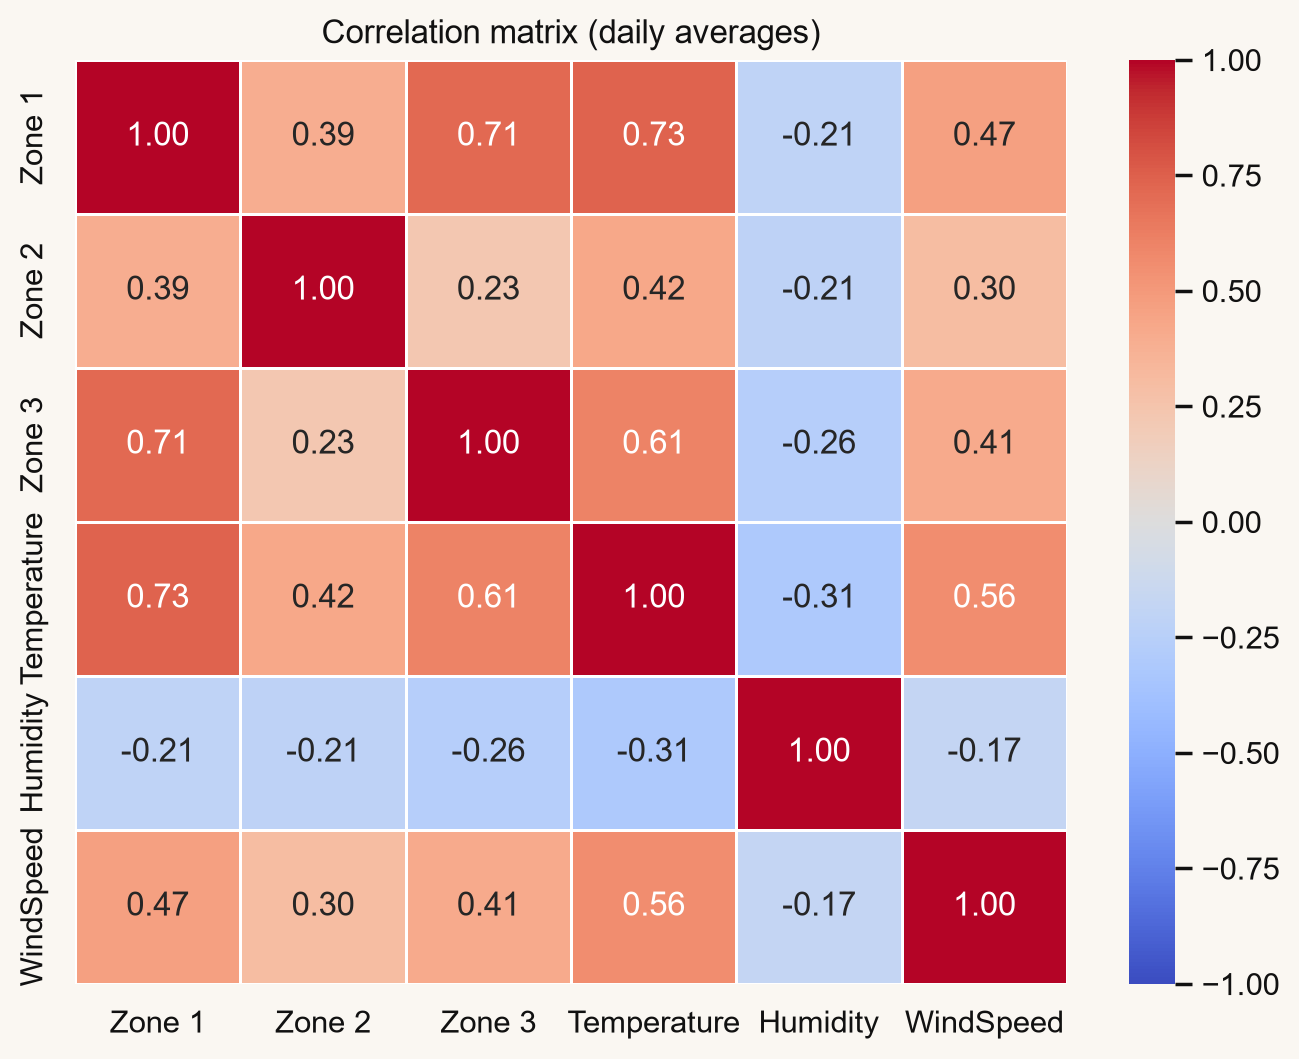 Correlation matrix (daily averages)
Zone 1 1.00 0.39 0.71 0.73 -0.21 0.47
Zone 2 0.39 1.00 0.23 0.42 -0.21 0.30
Zone 3 0.71 0.23 1.00 0.61 -0.26 0.41
Temperature 0.73 0.42 0.61 1.00 -0.31 0.56
Humidity -0.21 -0.21 -0.26 -0.31 1.00 -0.17
WindSpeed 0.47 0.30 0.41 0.56 -0.17 1.00
Zone 1 Zone 2 Zone 3 Temperature Humidity WindSpeed
1.00
0.75
0.50
0.25
0.00
−0.25
−0.50
−0.75
−1.00